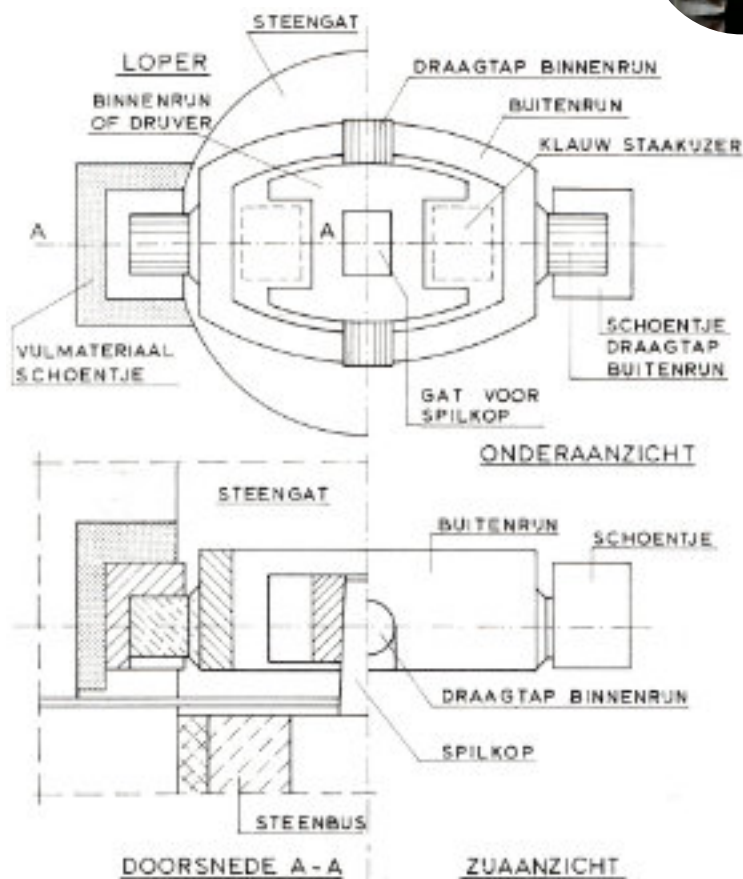 STEENGAT
LOPER
DRAAGTAP BINNENRIJN
BINNENRIJN
OF DRIJVER
BUITENRIJN
KLAUW STAAKIJZER
A
A
VULMATERIAAL
SCHOENTJE
SCHOENTJE
DRAAGTAP
BUITENRIJN
GAT VOOR
SPILKOP
ONDERAANZICHT
STEENGAT
BUITENRIJN
SCHOENTJE
DRAAGTAP BINNENRIJN
SPILKOP
STEENBUS
DOORSNEDE A-A
ZIJAANZICHT